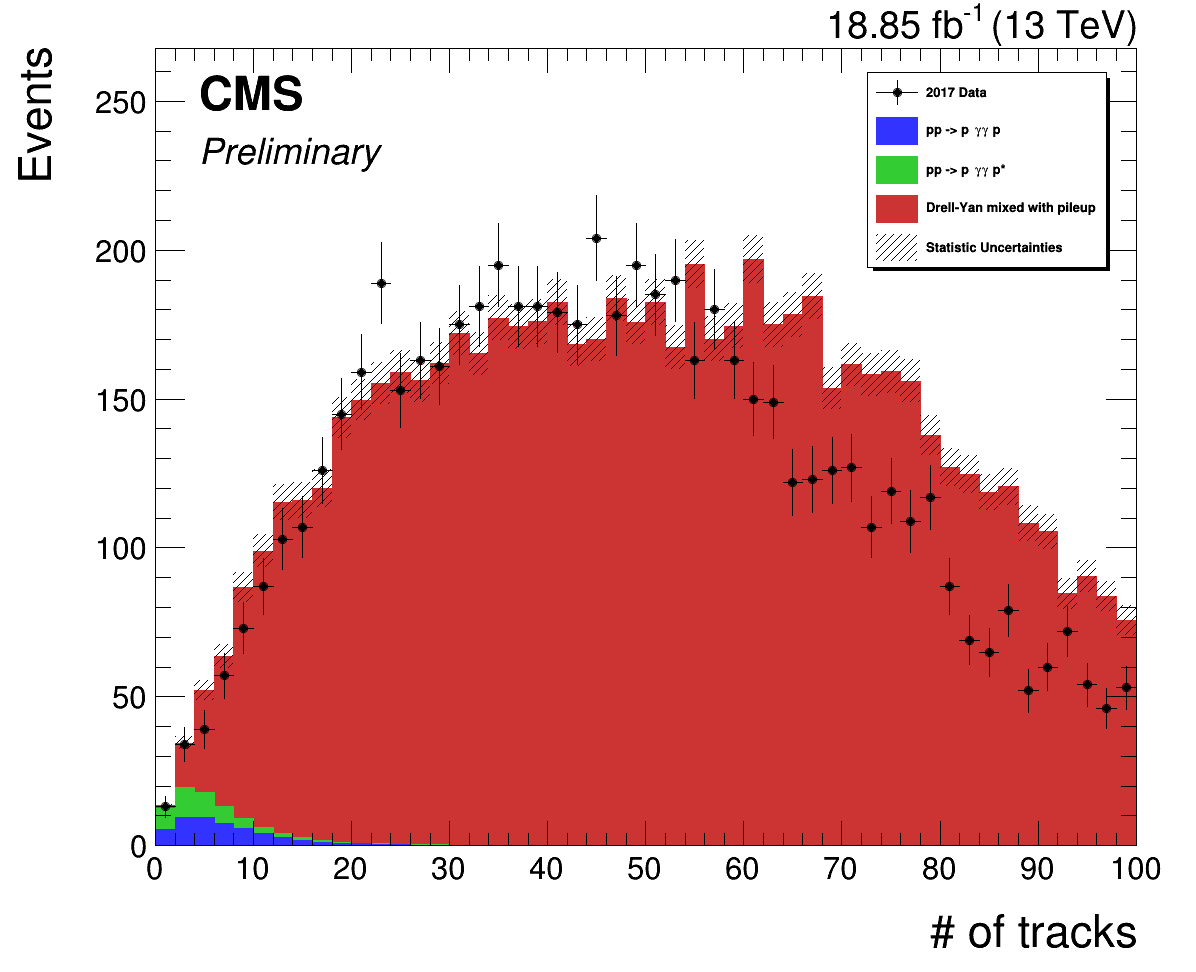 18.85 fb-1 (13 TeV)
Events
CMS
Preliminary
2017 Data
pp -> p γγ p
pp -> p γγ p*
Drell-Yan mixed with pileup
Statistic Uncertainties
250
200
150
100
50
0
0 10 20 30 40 50 60 70 80 90 100
# of tracks